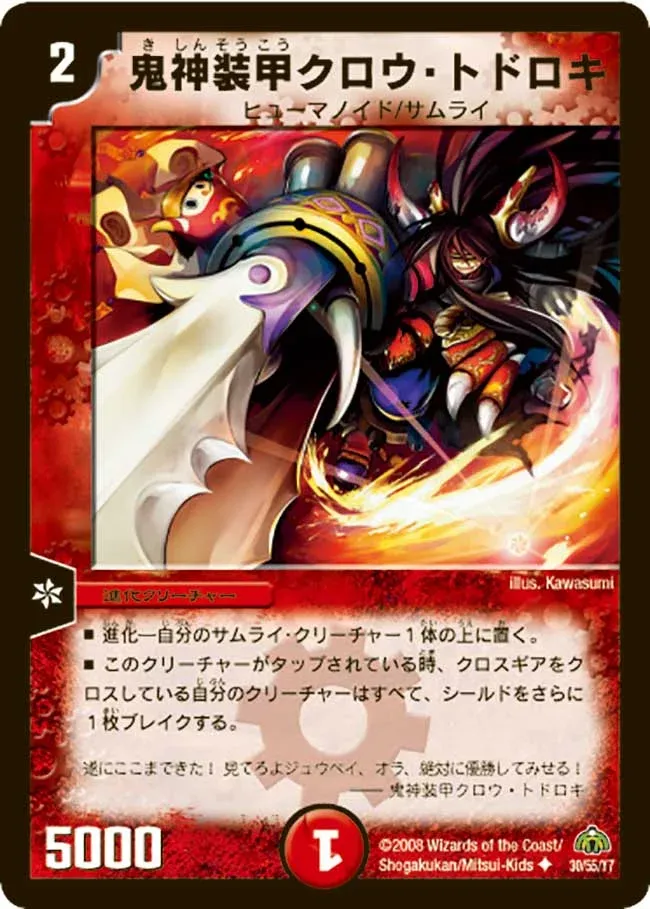 2
きしんそうこう
鬼神装甲クロウ・トドロキ
ヒューマノイド/サムライ
illus. Kawasumi
進化クリーチャー
■ 進化―自分のサムライ・クリーチャー1体の上に置く。
■ このクリーチャーがタップされている時、クロスギアをク
ロスしている自分のクリーチャーはすべて、シールドをさらに
1枚ブレイクする。
遂にここまできた! 見てろよジュウベイ、オラ、絶対に優勝してみせる!
―― 鬼神装甲クロウ・トドロキ
5000
1
©2008 Wizards of the Coast/
Shogakukan/Mitsui-Kids ◆
30/55/Y7